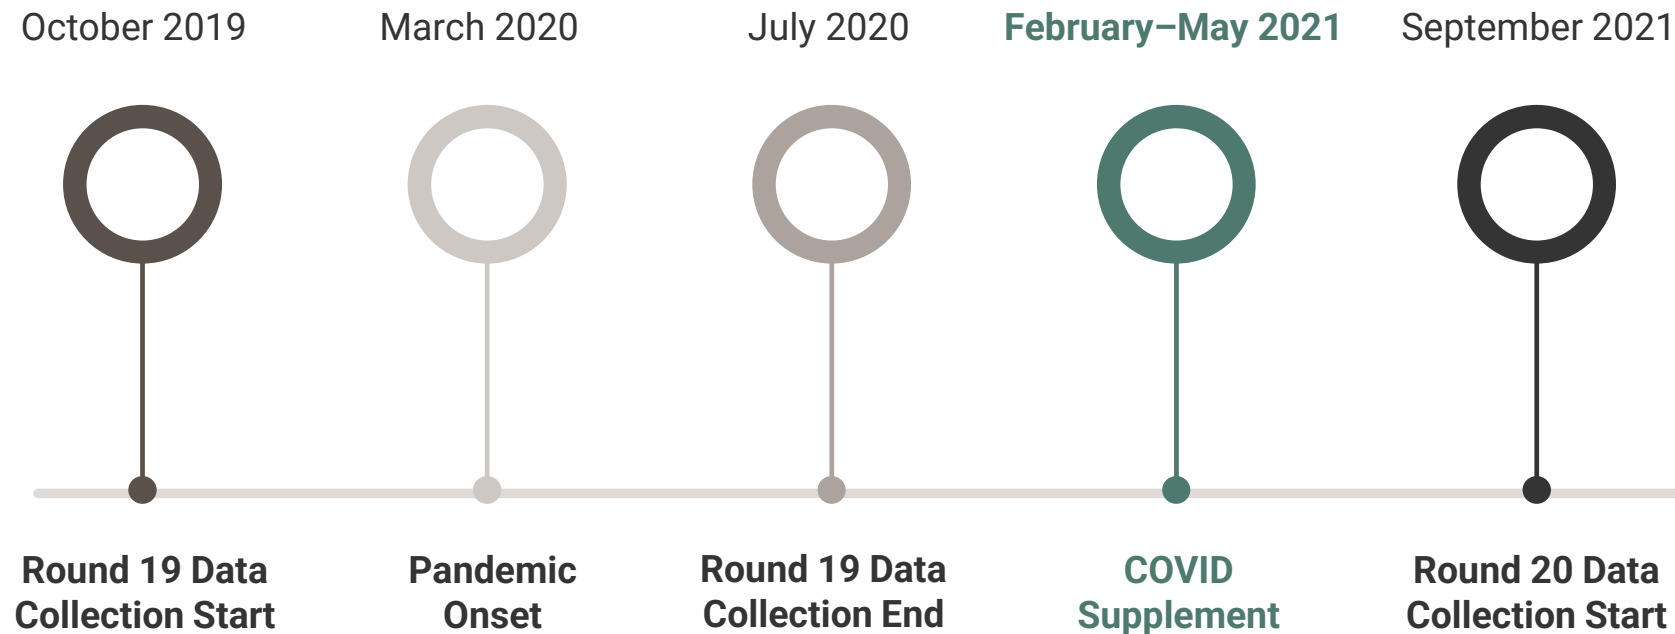 October 2019
March 2020
July 2020
February–May 2021
September 2021
Round 19 Data
Collection Start
Pandemic
Onset
Round 19 Data
Collection End
COVID
Supplement
Round 20 Data
Collection Start